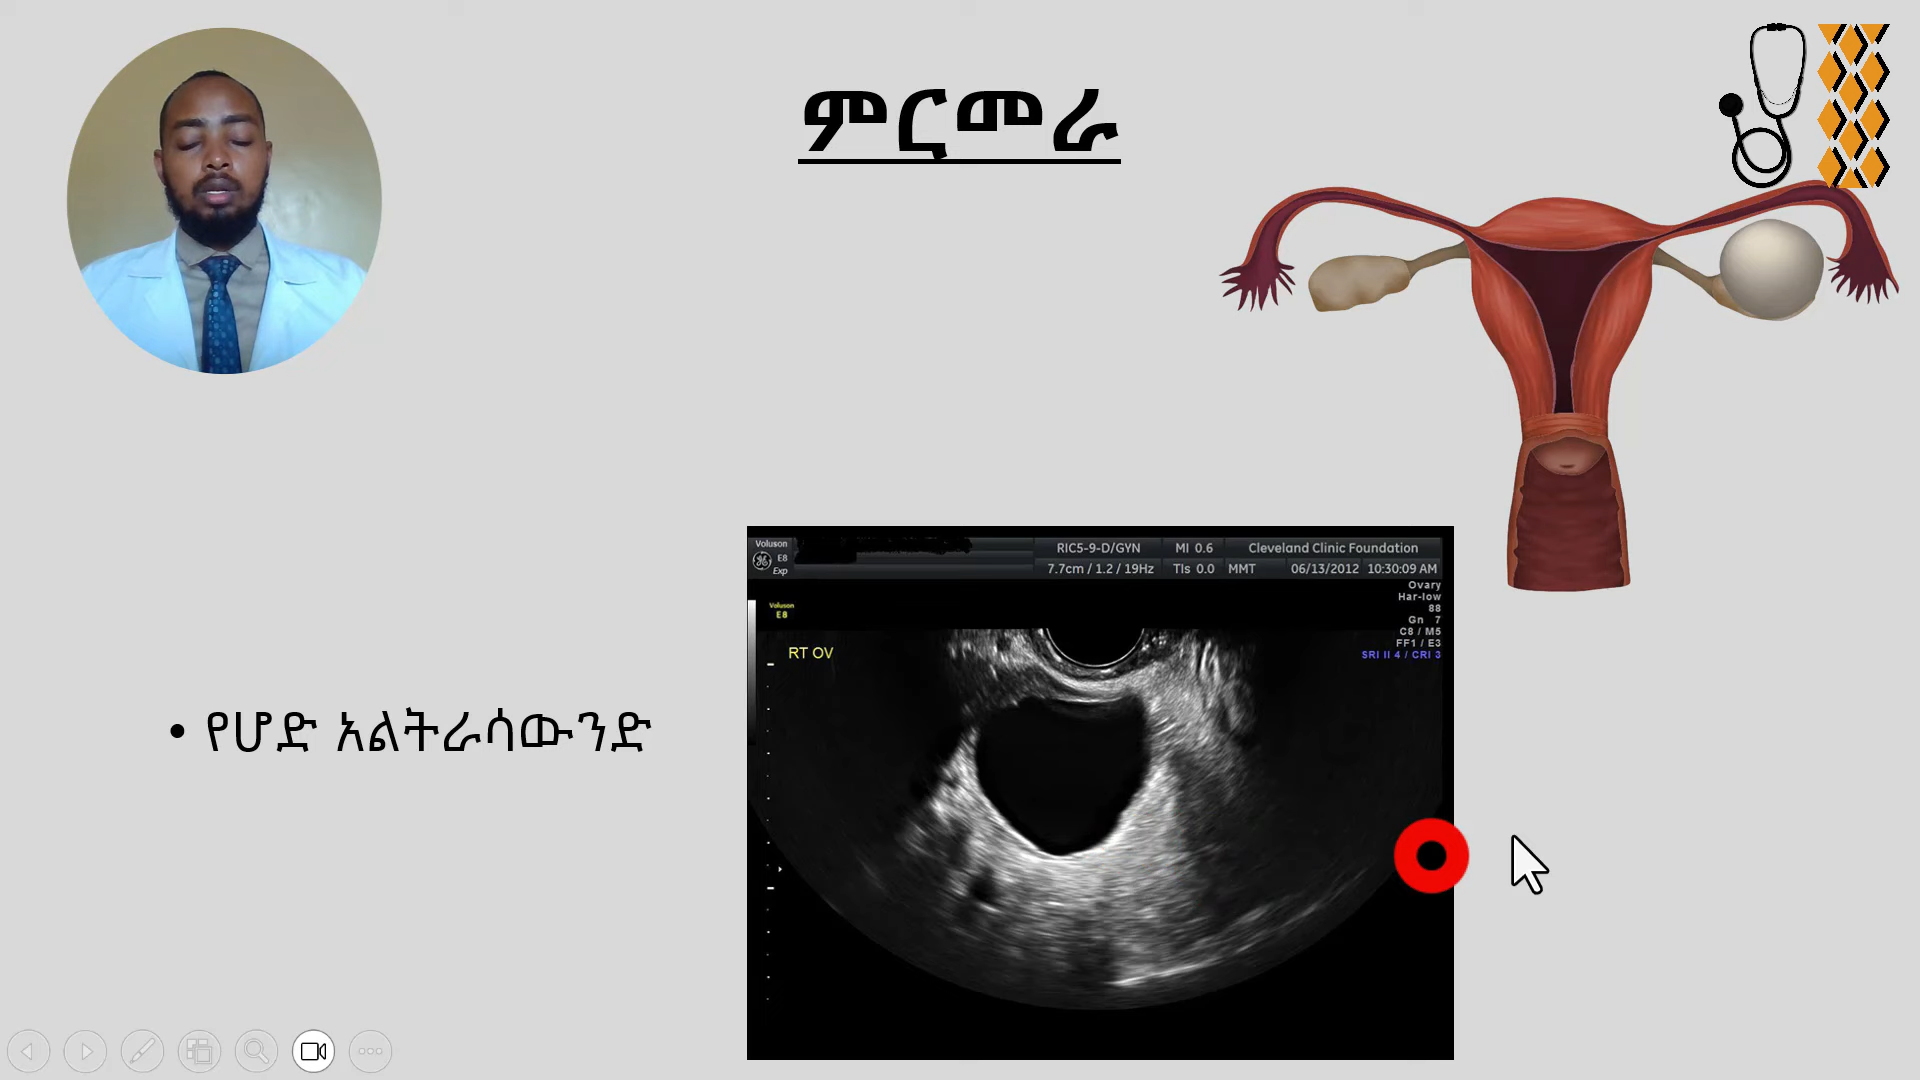 ምርመራ
Voluson
E8
Exp
RIC5-9-D/GYN
MI 0.6
Cleveland Clinic Foundation
7.7cm / 1.2 / 19Hz
TIs 0.0
MMT
06/13/2012
10:30:09 AM
Ovary
Har-low
88
Gn 7
C8 / M5
FF1 / E3
SRI II 4 / CRI 3
Voluson
E8
RT OV
• የሆድ አልትራሳውንድ